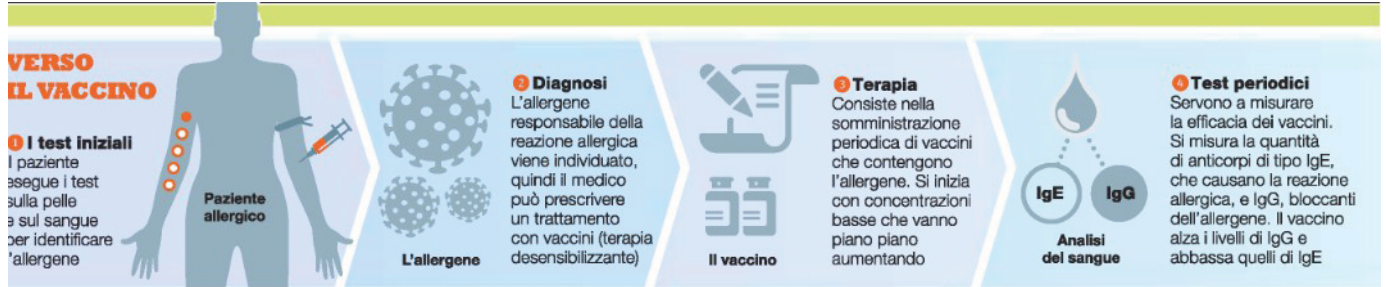 VERSO
IL VACCINO
1 I test iniziali
Il paziente
esegue i test
sulla pelle
e sul sangue
per identificare
l'allergene
Paziente
allergico
2 Diagnosi
L'allergene
responsabile della
reazione allergica
viene individuato,
quindi il medico
può prescrivere
un trattamento
con vaccini (terapia
desensibilizzante)
L'allergene
3 Terapia
Consiste nella
somministrazione
periodica di vaccini
che contengono
l'allergene. Si inizia
con concentrazioni
basse che vanno
piano piano
aumentando
Il vaccino
4 Test periodici
Servono a misurare
la efficacia dei vaccini.
Si misura la quantità
di anticorpi di tipo IgE,
che causano la reazione
allergica, e IgG, bloccanti
dell'allergene. Il vaccino
alza i livelli di IgG e
abbassa quelli di IgE
IgE
IgG
Analisi
del sangue